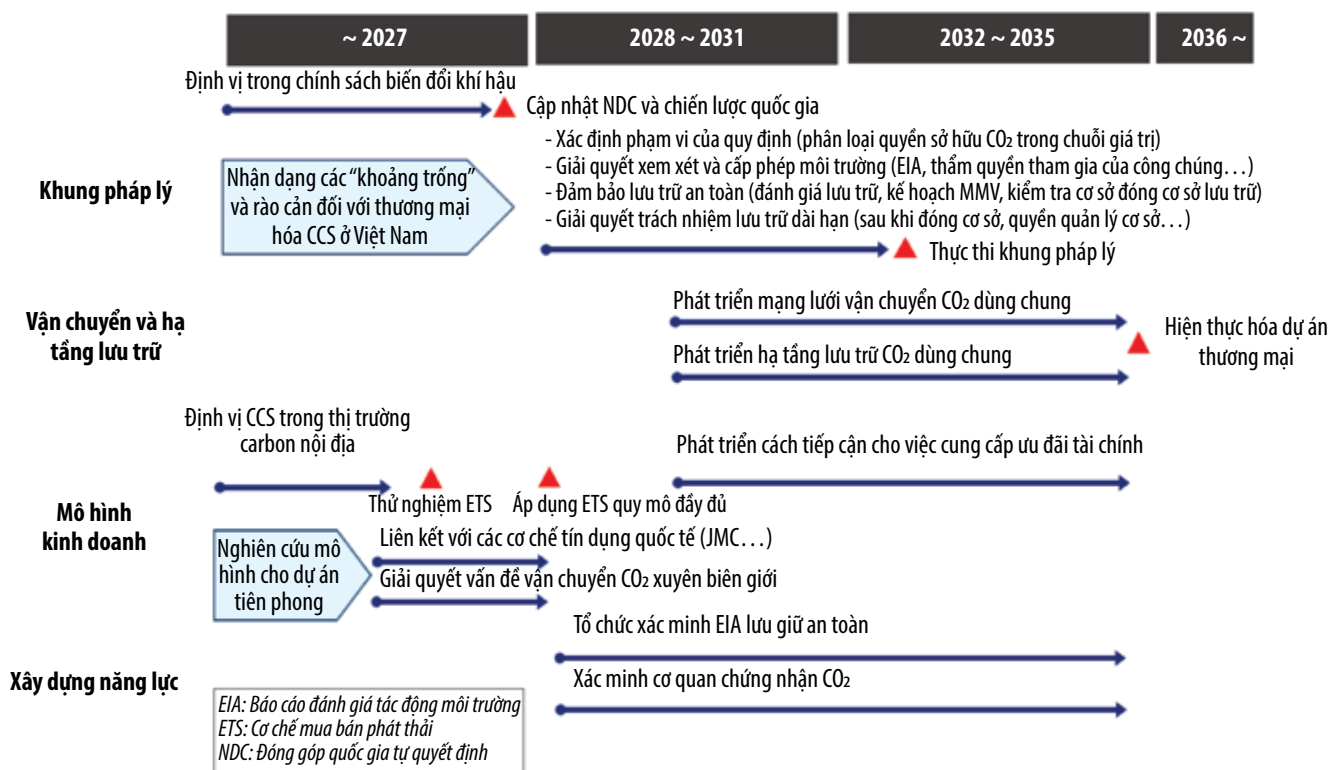 ~ 2027
2028 ~ 2031
2032 ~ 2035
2036 ~
Định vị trong chính sách biến đổi khí hậu
Cập nhật NDC và chiến lược quốc gia
Khung pháp lý
Nhận dạng các “khoảng trống”
và rào cản đối với thương mại
hóa CCS ở Việt Nam
- Xác định phạm vi của quy định (phân loại quyền sở hữu CO₂ trong chuỗi giá trị)
- Giải quyết xem xét và cấp phép môi trường (EIA, thẩm quyền tham gia của công chúng…)
- Đảm bảo lưu trữ an toàn (đánh giá lưu trữ, kế hoạch MMV, kiểm tra cơ sở đóng cơ sở lưu trữ)
- Giải quyết trách nhiệm lưu trữ dài hạn (sau khi đóng cơ sở, quyền quản lý cơ sở…)
Thực thi khung pháp lý
Vận chuyển và hạ
tầng lưu trữ
Phát triển mạng lưới vận chuyển CO₂ dùng chung
Phát triển hạ tầng lưu trữ CO₂ dùng chung
Hiện thực hóa dự án
thương mại
Mô hình
kinh doanh
Định vị CCS trong thị trường
carbon nội địa
Thử nghiệm ETS
Áp dụng ETS quy mô đầy đủ
Phát triển cách tiếp cận cho việc cung cấp ưu đãi tài chính
Nghiên cứu mô
hình cho dự án
tiên phong
Liên kết với các cơ chế tín dụng quốc tế (JMC…)
Giải quyết vấn đề vận chuyển CO₂ xuyên biên giới
Xây dựng năng lực
Tổ chức xác minh EIA lưu giữ an toàn
Xác minh cơ quan chứng nhận CO₂
EIA: Báo cáo đánh giá tác động môi trường
ETS: Cơ chế mua bán phát thải
NDC: Đóng góp quốc gia tự quyết định